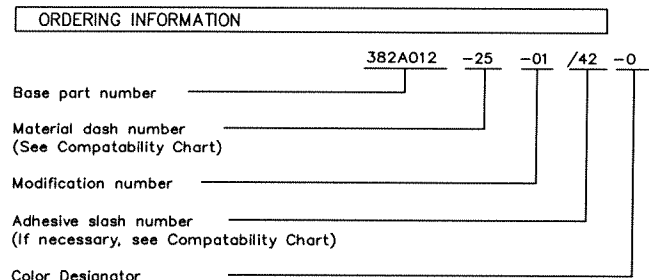 ORDERING INFORMATION
382A012 -25 -01 /42 -0
Base part number
Material dash number
(See Compatability Chart)
Modification number
Adhesive slash number
(If necessary, see Compatability Chart)
Color Designator